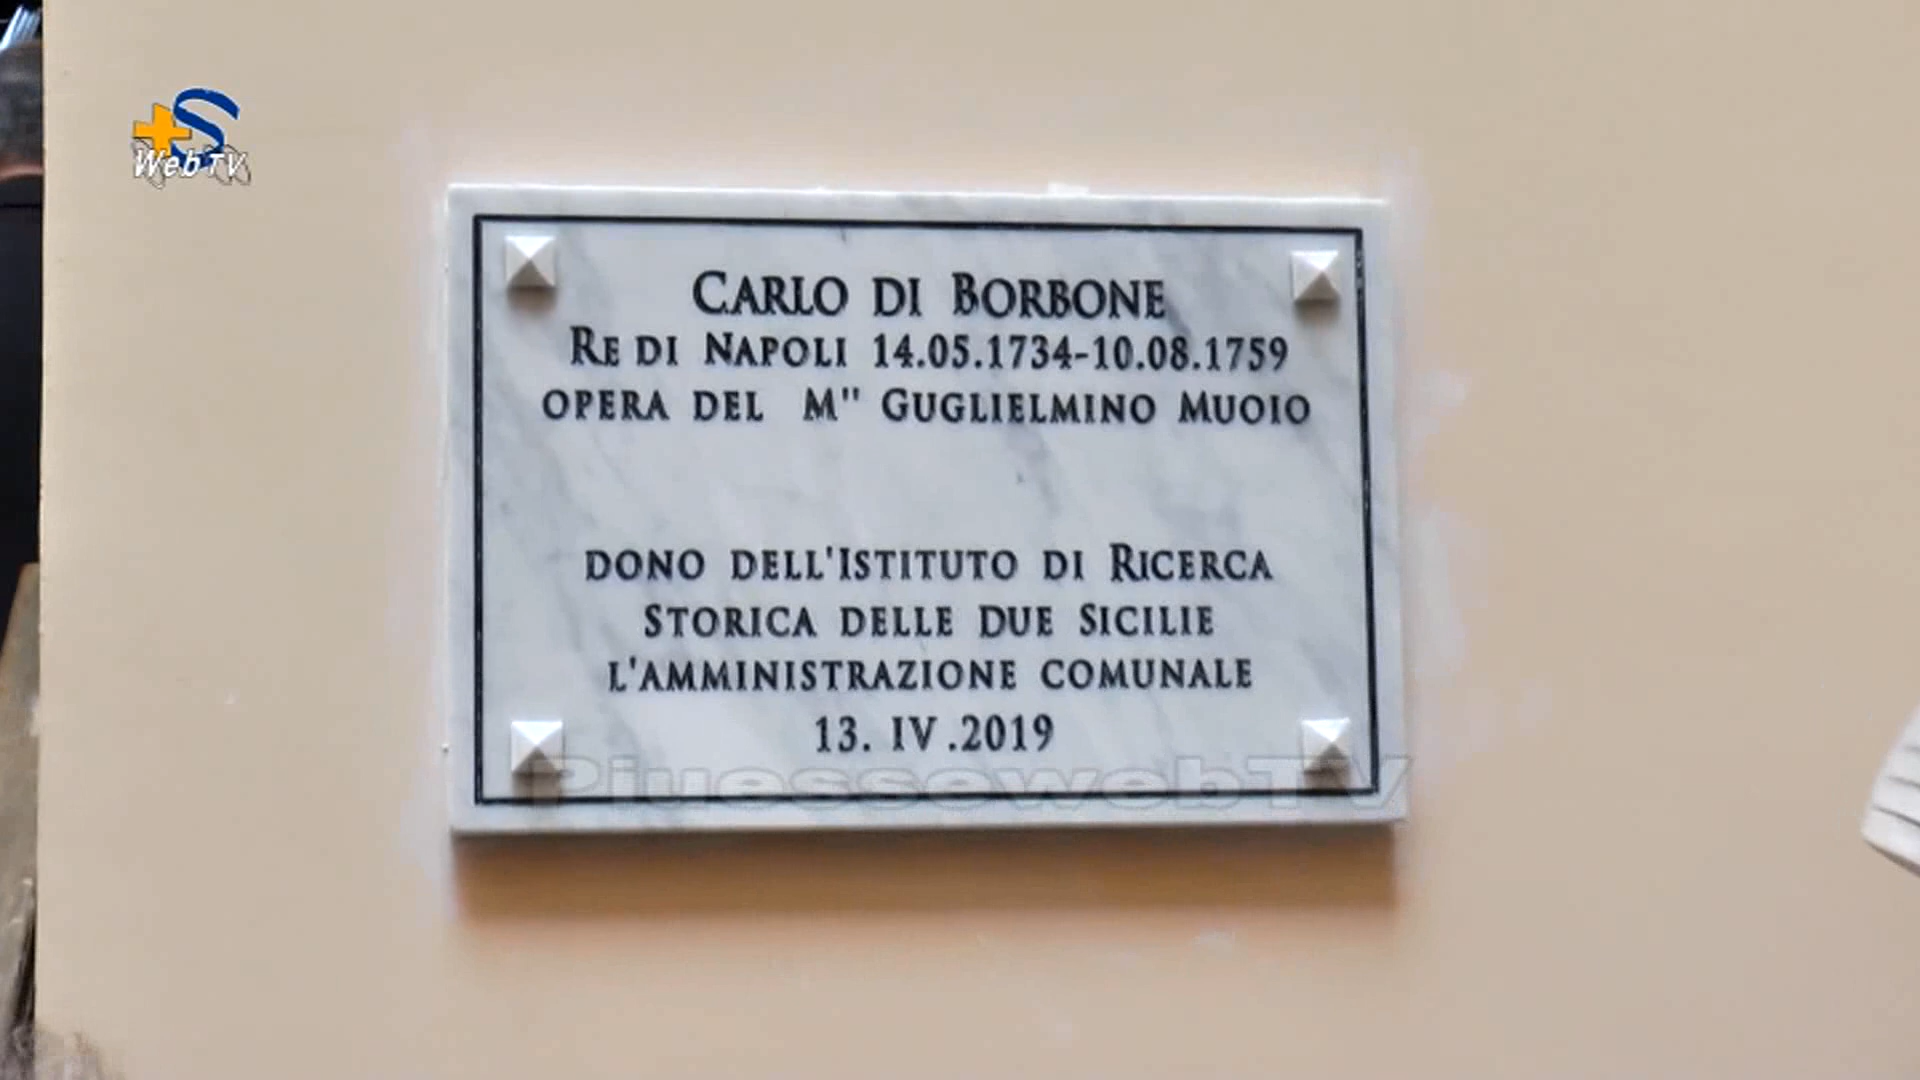 +S
WebTV
CARLO DI BORBONE
RE DI NAPOLI 14.05.1734-10.08.1759
OPERA DEL M" GUGLIELMINO MUOIO
DONO DELL'ISTITUTO DI RICERCA
STORICA DELLE DUE SICILIE
L'AMMINISTRAZIONE COMUNALE
13. IV .2019
PiuessewebTV